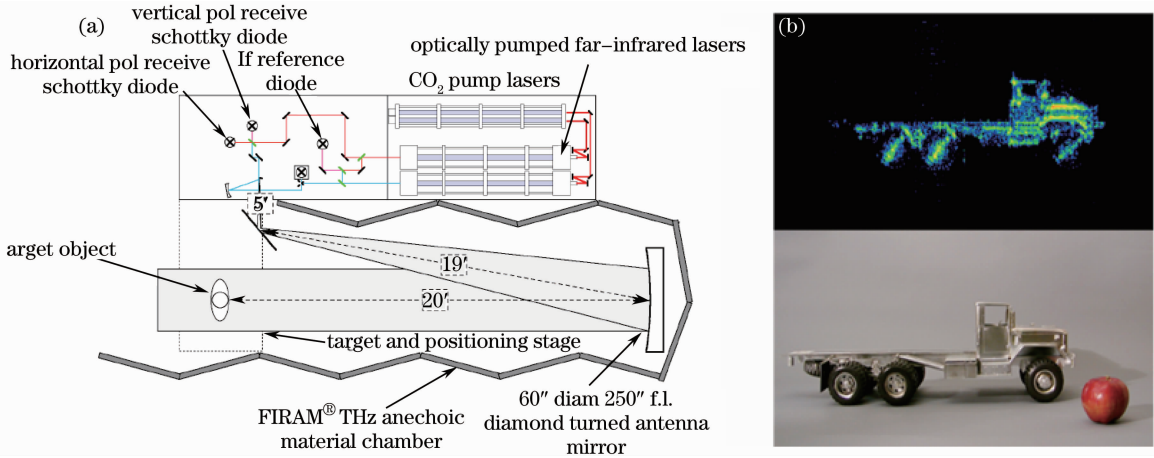 (a)
vertical pol receive
schottky diode
horizontal pol receive
schottky diode
If reference
diode
optically pumped far–infrared lasers
CO2 pump lasers
5′
arget object
19′
20′
target and positioning stage
FIRAM® THz anechoic
material chamber
60″ diam 250″ f.l.
diamond turned antenna
mirror
(b)